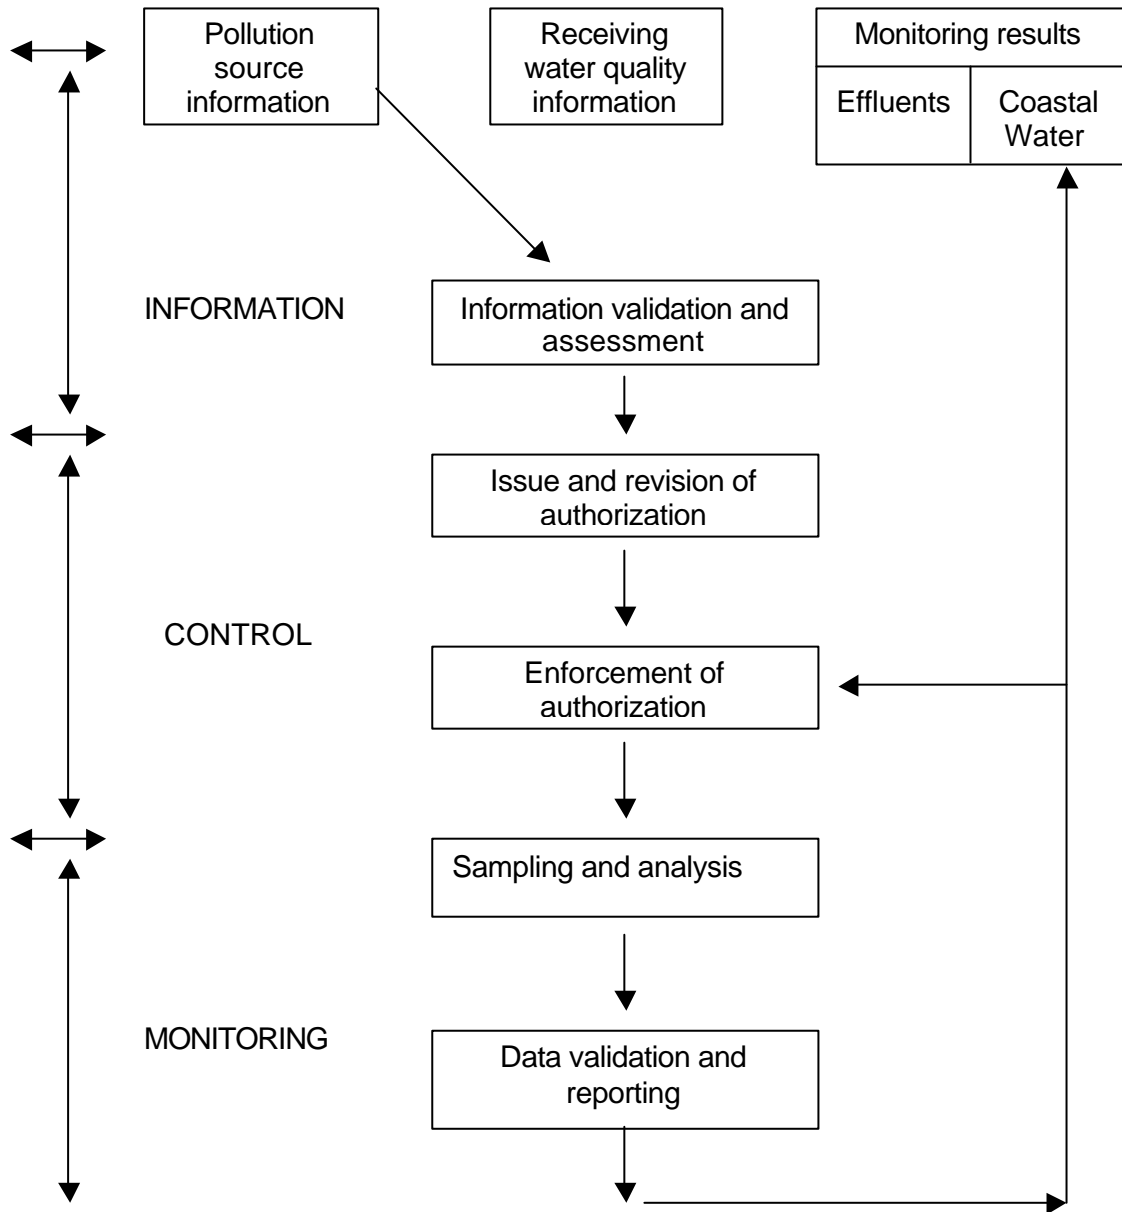 Pollution
source
information
Receiving
water quality
information
Monitoring results
Effluents
Coastal
Water
INFORMATION
Information validation and
assessment
Issue and revision of
authorization
CONTROL
Enforcement of
authorization
Sampling and analysis
MONITORING
Data validation and
reporting